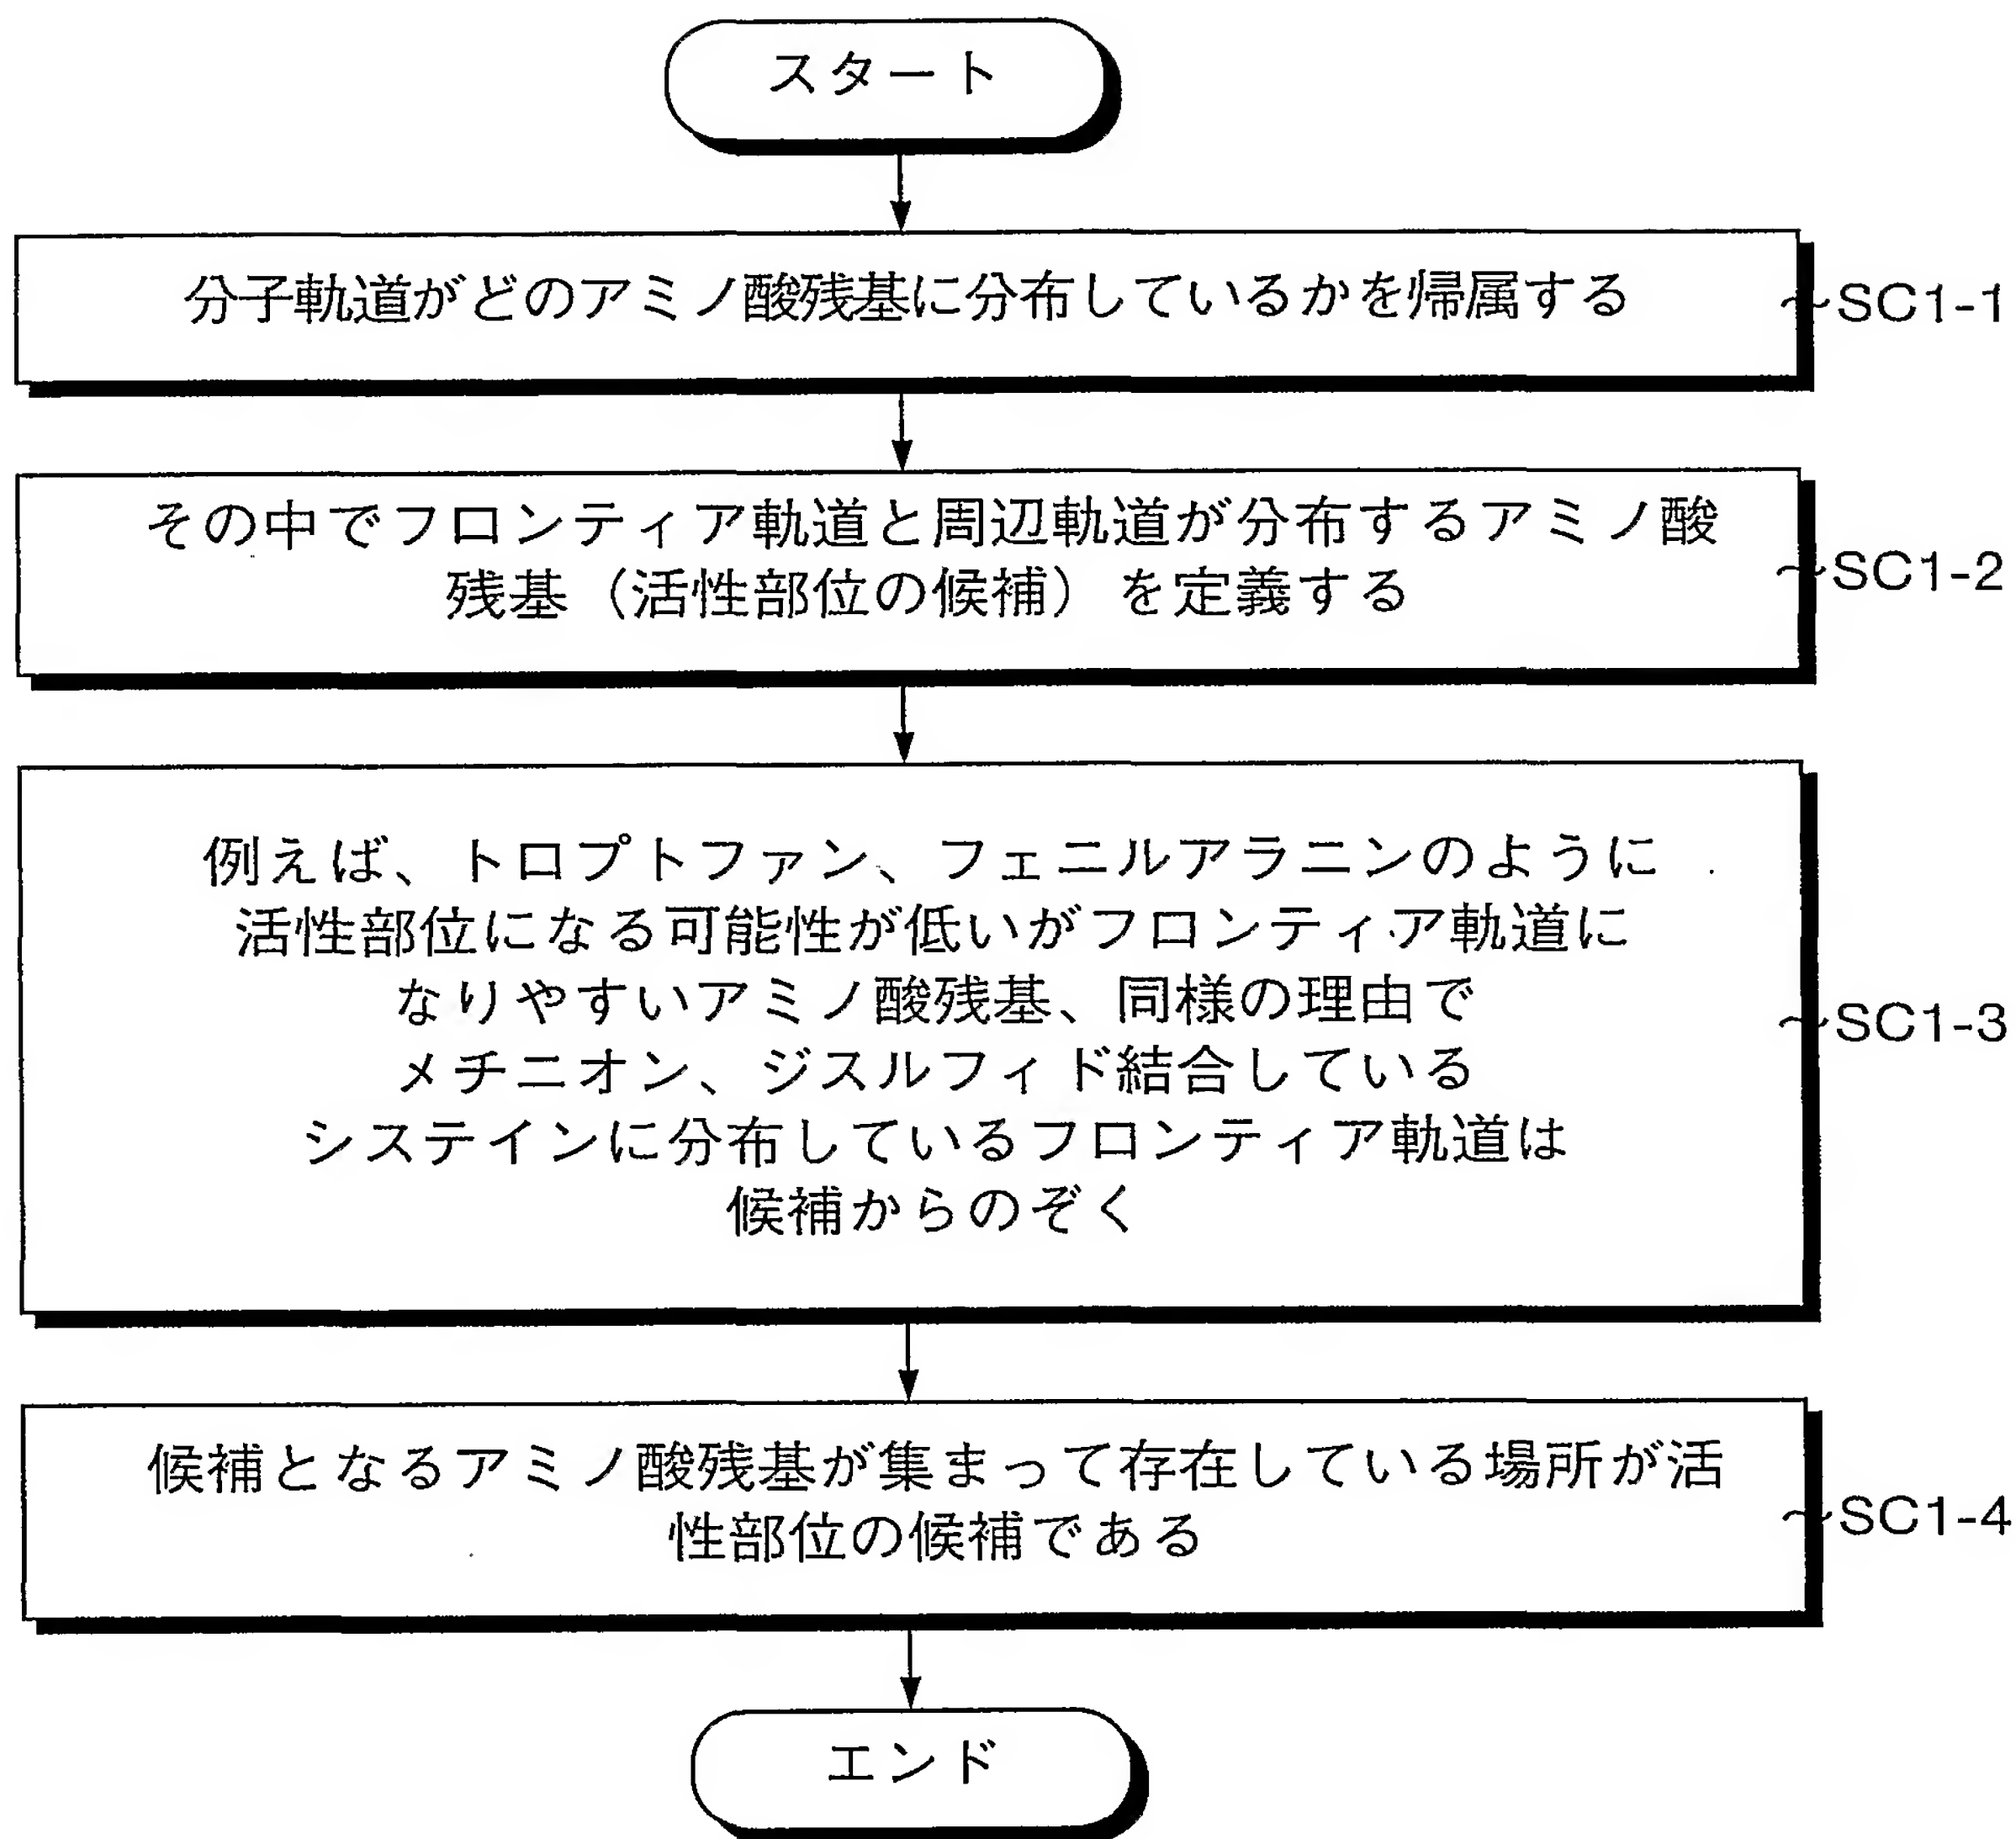 スタート
分子軌道がどのアミノ酸残基に分布しているかを帰属する
~SC1-1
その中でフロンティア軌道と周辺軌道が分布するアミノ酸
残基（活性部位の候補）を定義する
~SC1-2
例えば、トロプトファン、フェニルアラニンのように
活性部位になる可能性が低いがフロンティア軌道に
なりやすいアミノ酸残基、同様の理由で
メチニオン、ジスルフィド結合している
システインに分布しているフロンティア軌道は
候補からのぞく
~SC1-3
候補となるアミノ酸残基が集まって存在している場所が活
性部位の候補である
~SC1-4
エンド